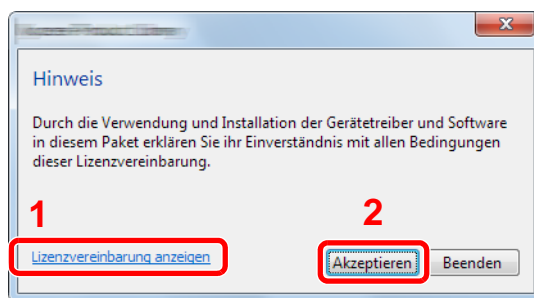 Hinweis
Durch die Verwendung und Installation der Gerätetreiber und Software
in diesem Paket erklären Sie ihr Einverständnis mit allen Bedingungen
dieser Lizenzvereinbarung.
1
2
Lizenzvereinbarung anzeigen
Akzeptieren
Beenden